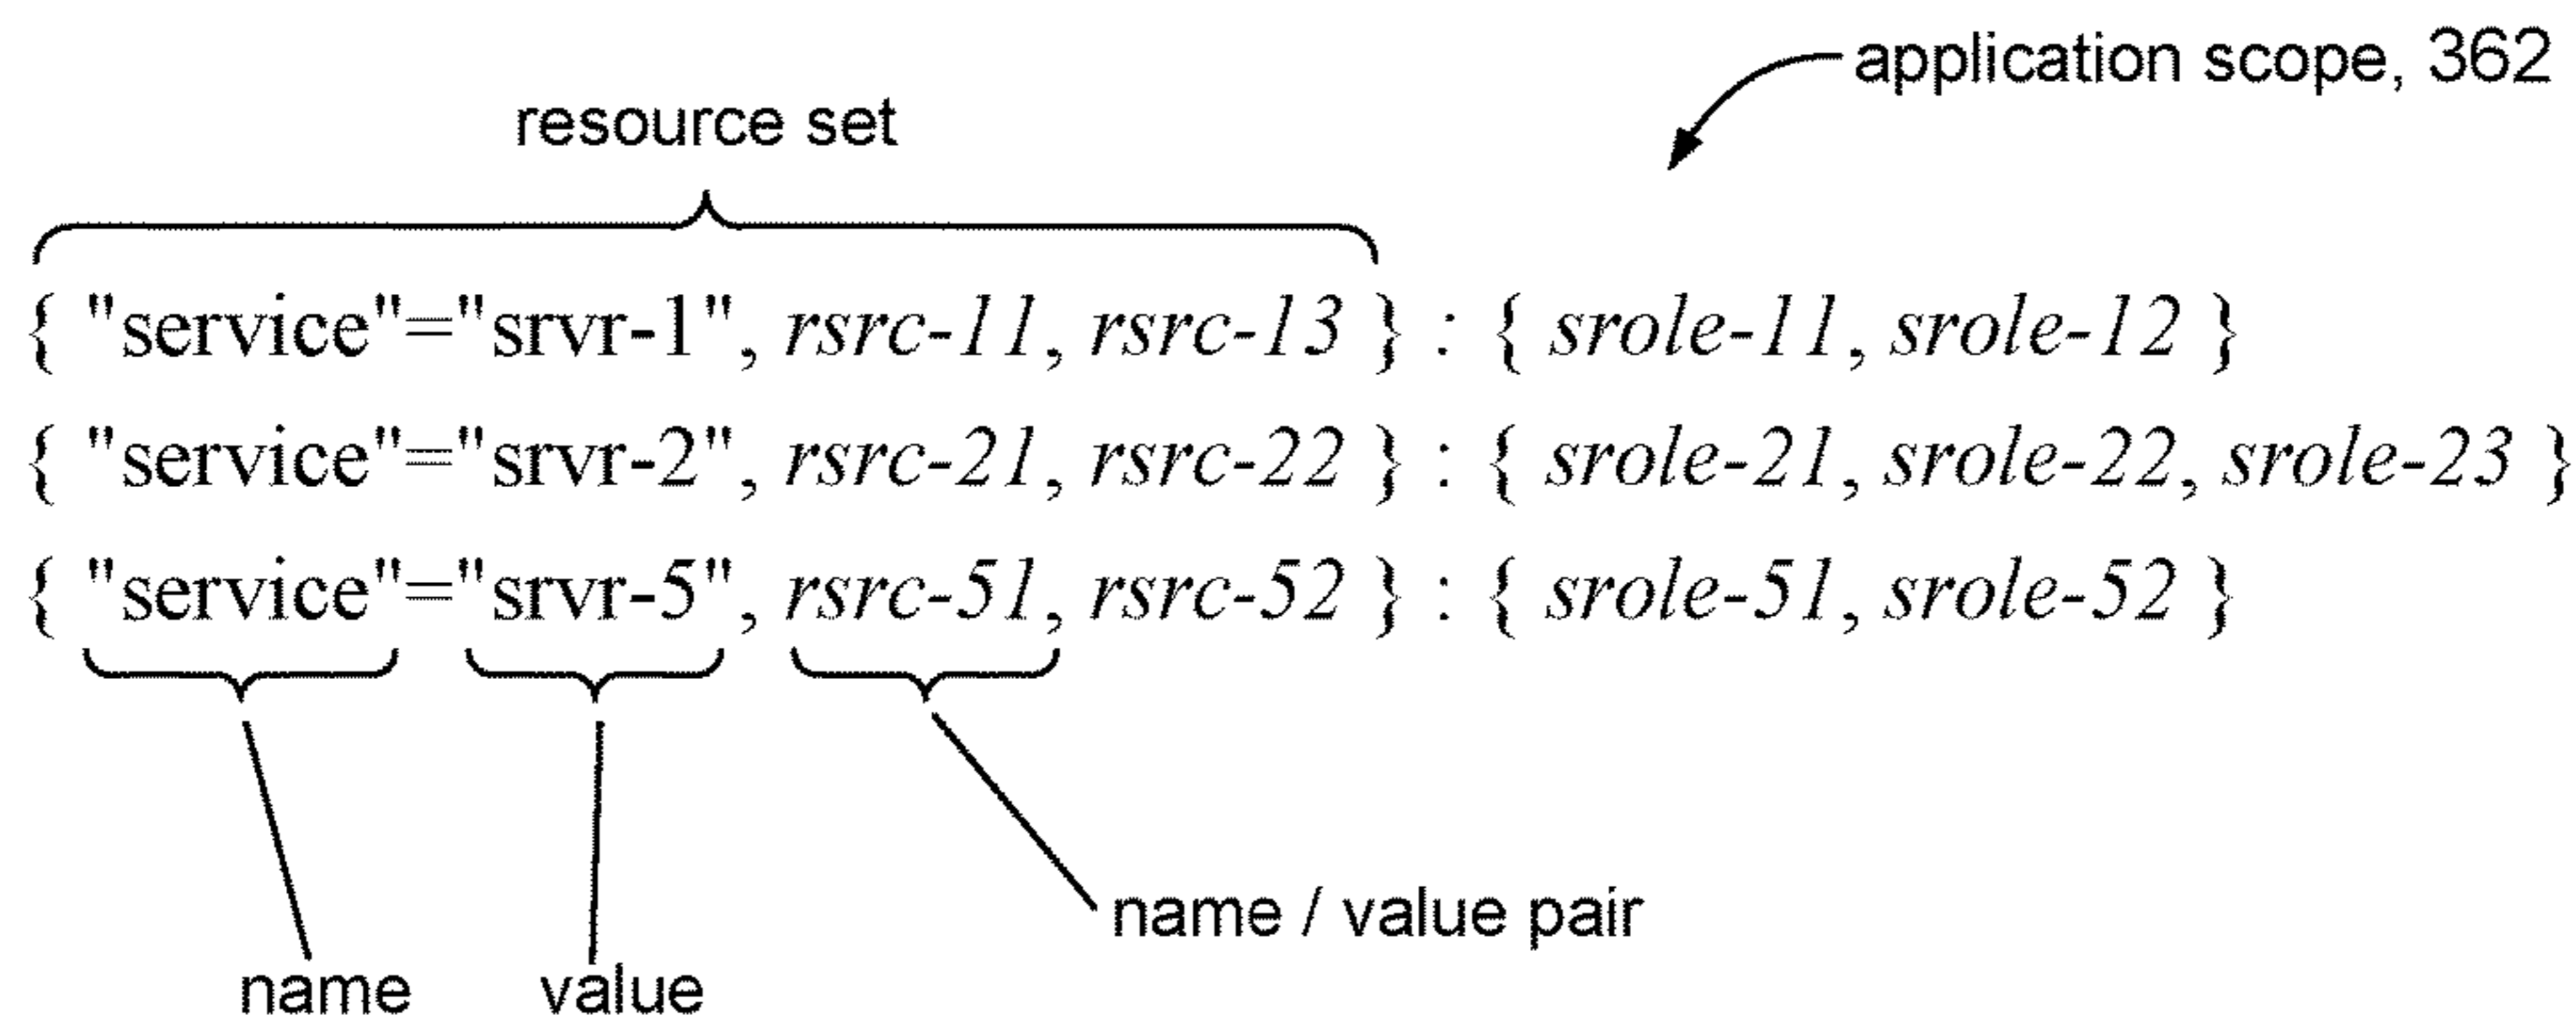 application scope, 362
resource set
{ "service"="srvr-1", rsrc-11, rsrc-13 } : { srole-11, srole-12 }
{ "service"="srvr-2", rsrc-21, rsrc-22 } : { srole-21, srole-22, srole-23 }
{ "service"="srvr-5", rsrc-51, rsrc-52 } : { srole-51, srole-52 }
name / value pair
name value